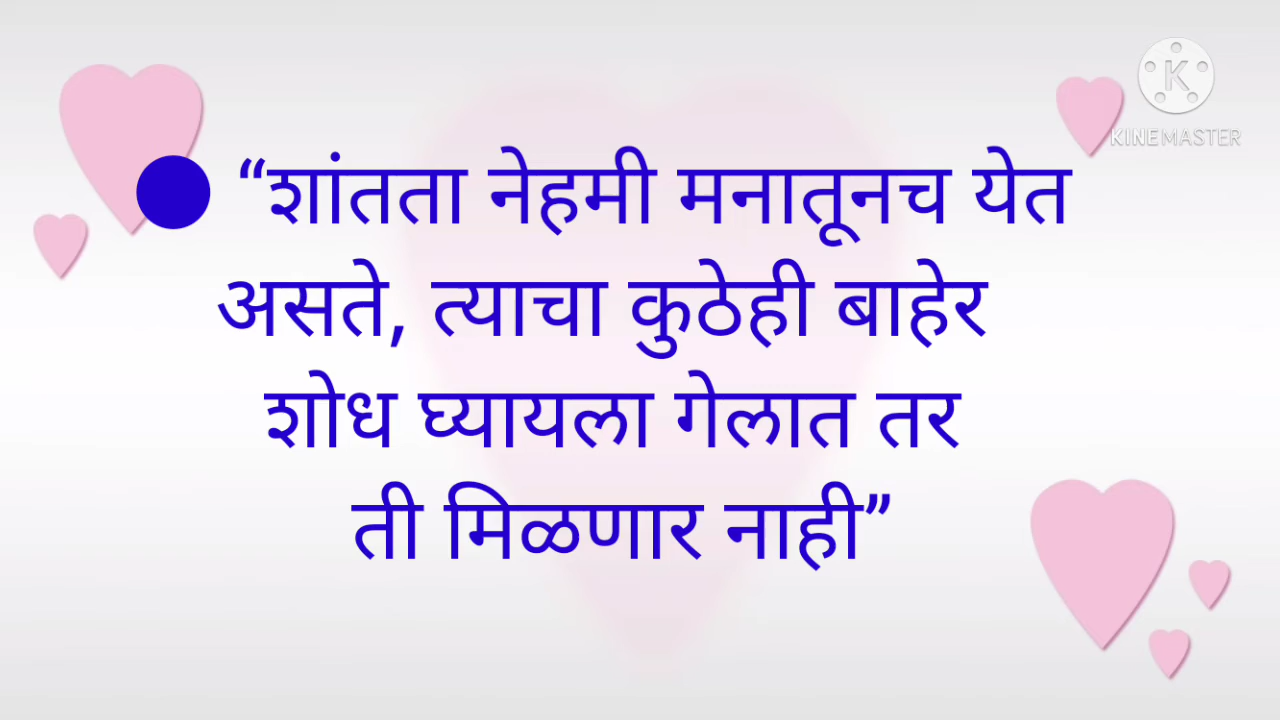 ● “शांतता नेहमी मनातूनच येत
असते, त्याचा कुठेही बाहेर
शोध घ्यायला गेलात तर
ती मिळणार नाही”
K
KINEMASTER